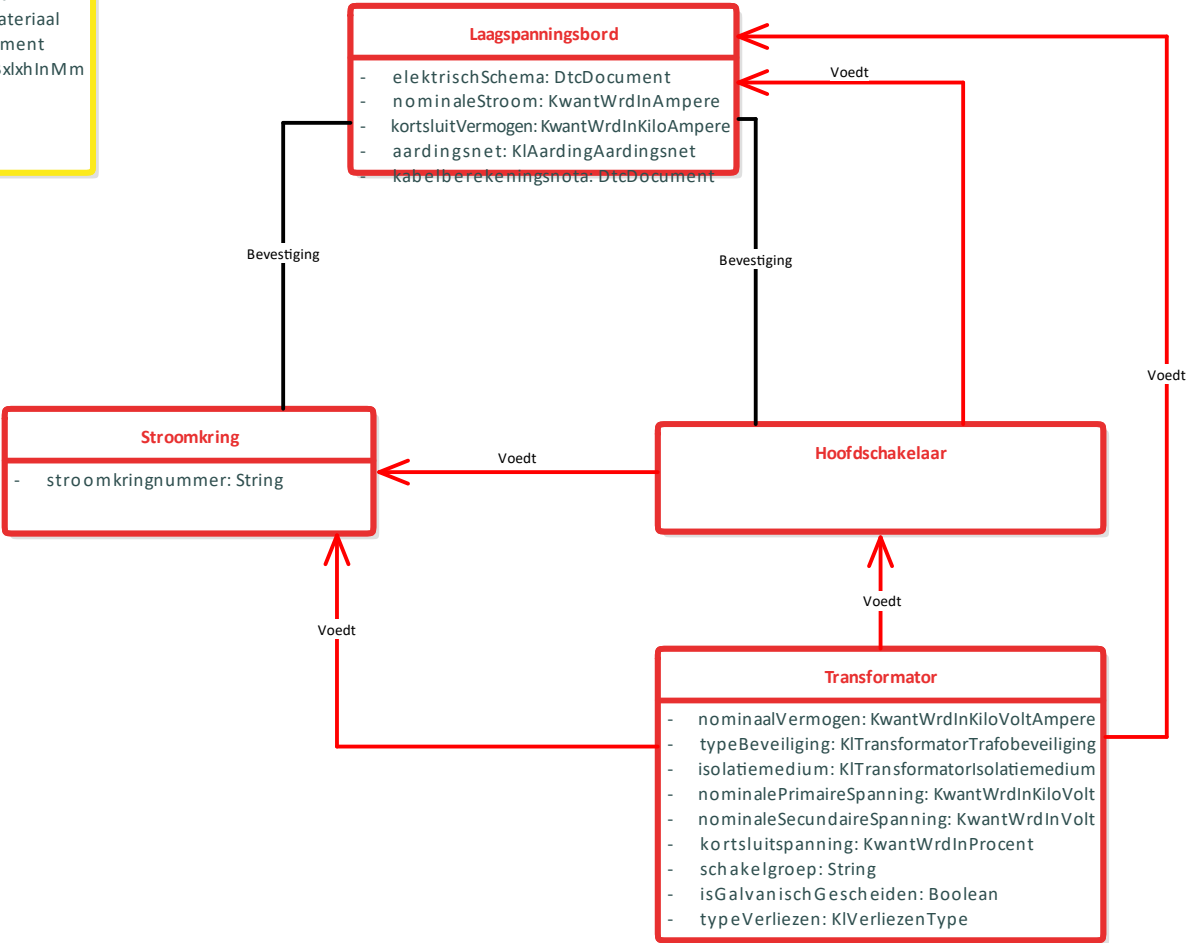 ateriaal
ment
xlxhInMm
Laagspanningsbord
- elektrischSchema: DtcDocument
- nominaleStroom: KwantWrdInAmpere
- kortsluitVermogen: KwantWrdInKiloAmpere
- aardingsnet: KlAardingAardingsnet
- kabelberekeningsnota: DtcDocument
Voedt
Bevestiging
Bevestiging
Voedt
Stroomkring
- stroomkringnummer: String
Voedt
Hoofdschakelaar
Voedt
Voedt
Transformator
- nominaalVermogen: KwantWrdInKiloVoltAmpere
- typeBeveiliging: KlTransformatorTrafobeveiliging
- isolatiemedium: KlTransformatorIsolatiemedium
- nominalePrimaireSpanning: KwantWrdInKiloVolt
- nominaleSecundaireSpanning: KwantWrdInVolt
- kortsluitspanning: KwantWrdInProcent
- schakelgroep: String
- isGalvanischGescheiden: Boolean
- typeVerliezen: KlVerliezenType